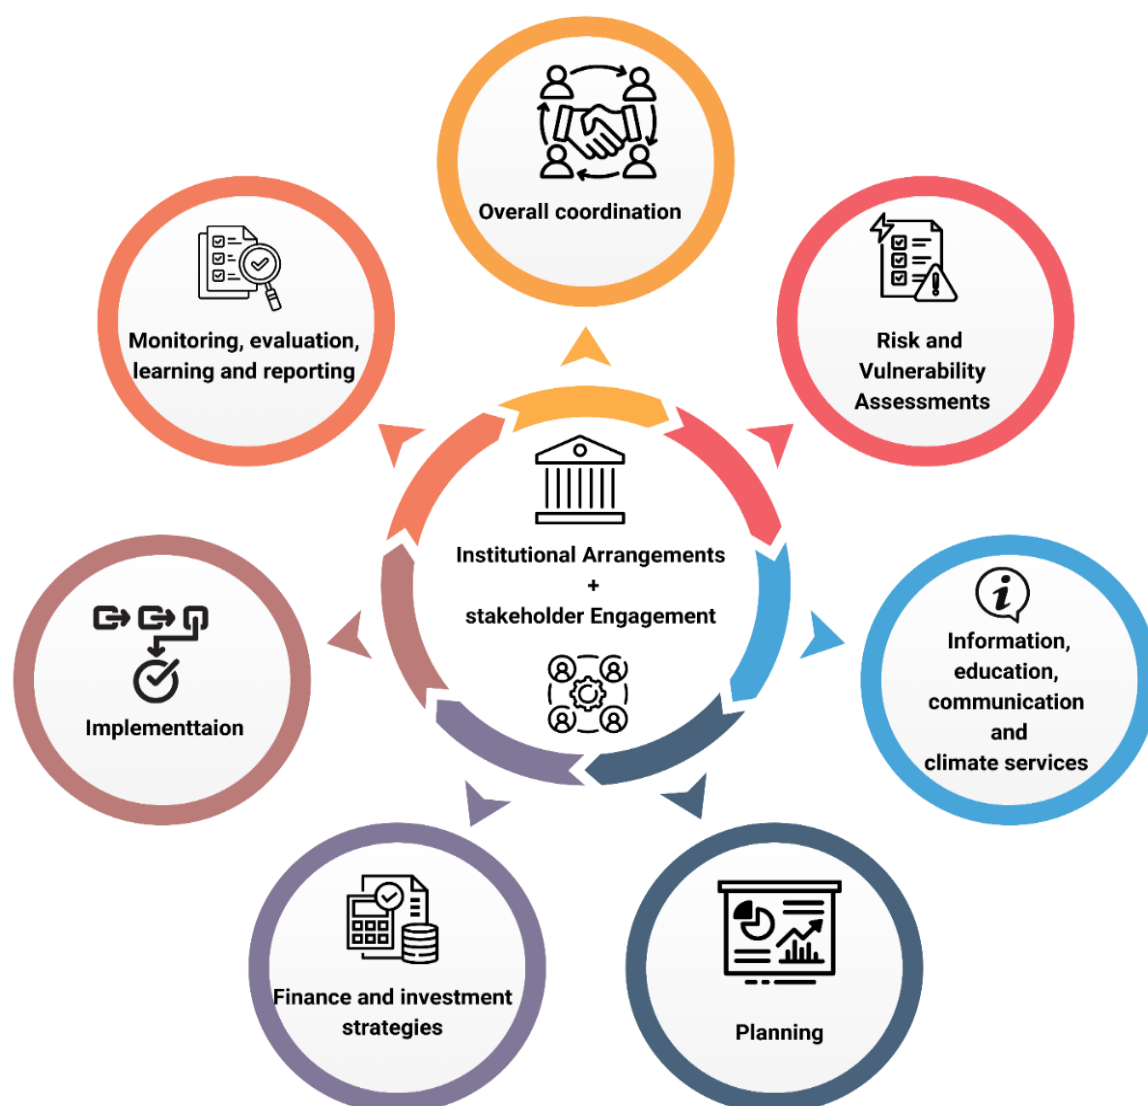 Overall coordination
Monitoring, evaluation,
learning and reporting
Risk and
Vulnerability
Assessments
Institutional Arrangements
+
stakeholder Engagement
Implementtaion
Information,
education,
communication
and
climate services
Finance and investment
strategies
Planning